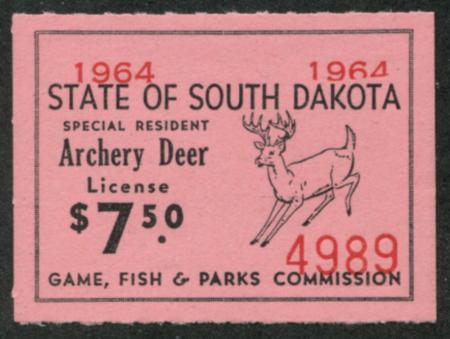 1964 1964
STATE OF SOUTH DAKOTA
SPECIAL RESIDENT
Archery Deer
License
$7.50
4989
GAME, FISH & PARKS COMMISSION